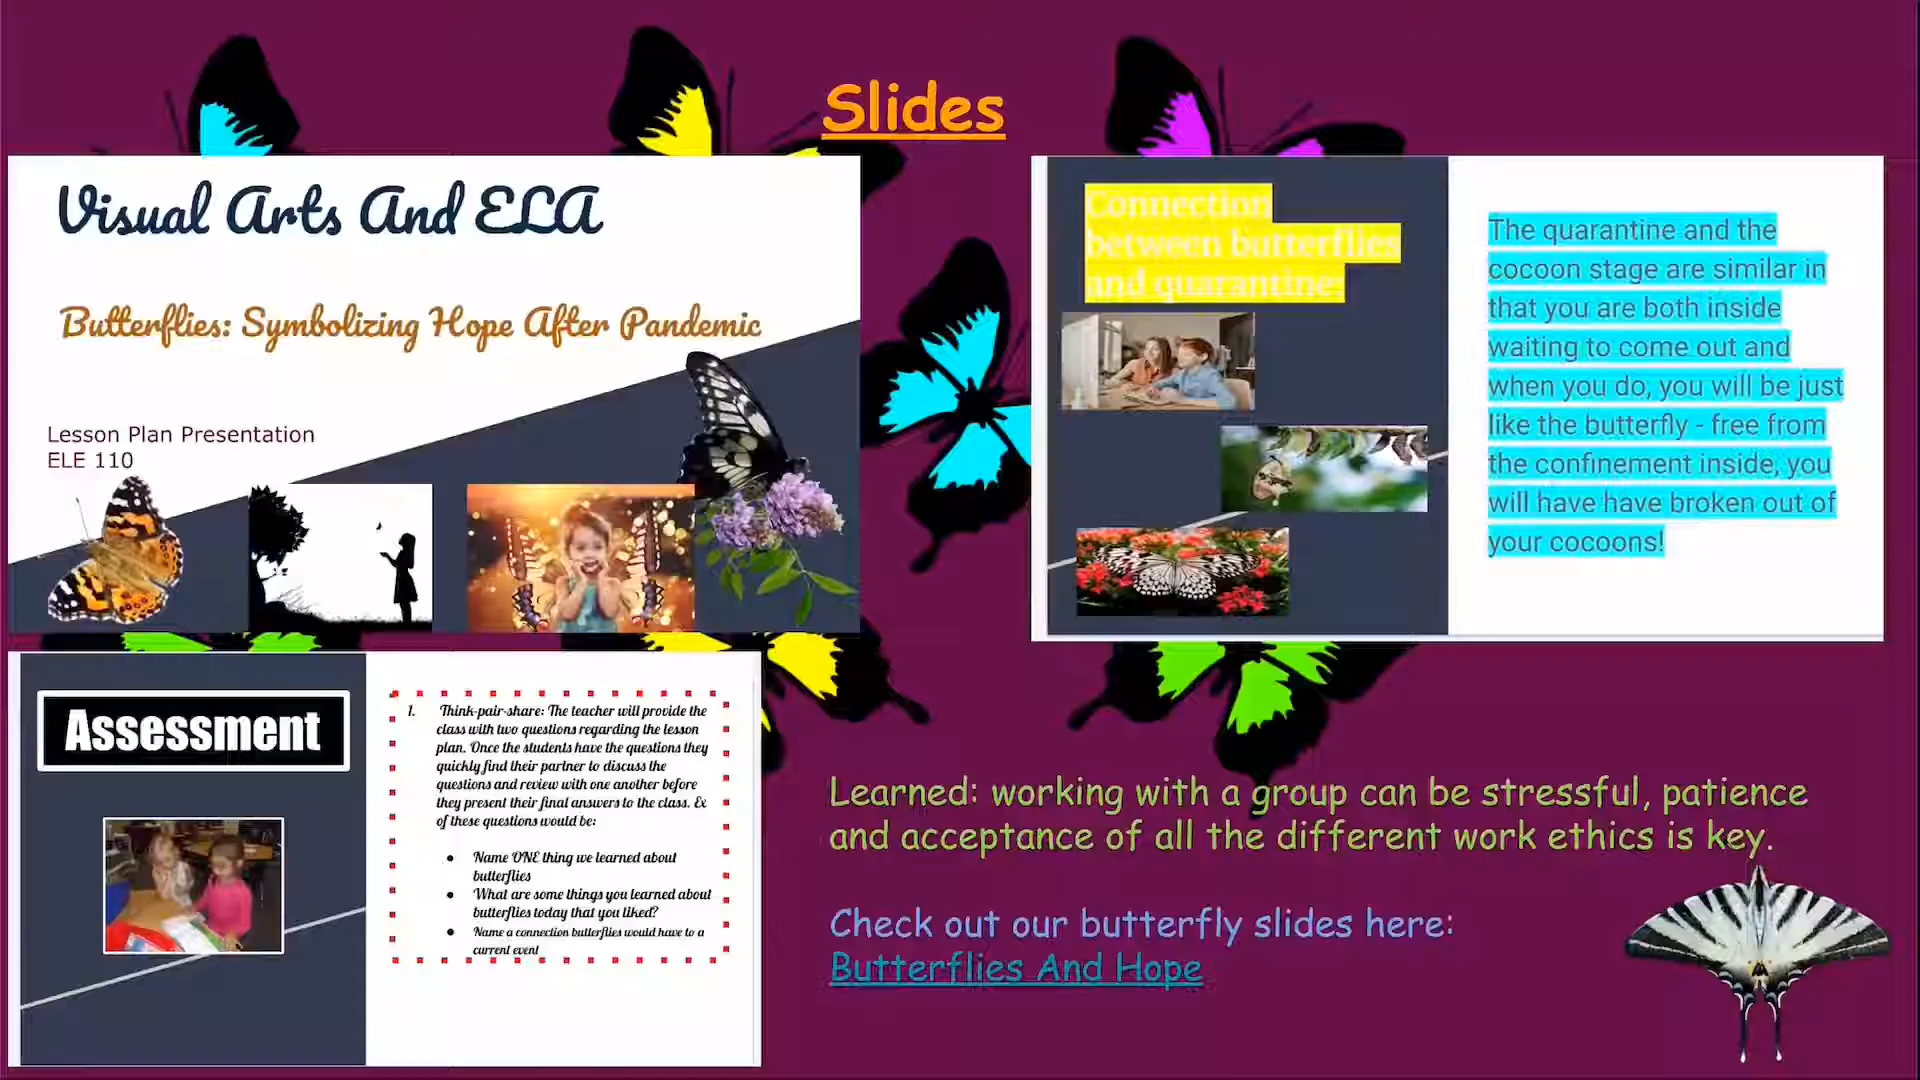 Slides
Visual Arts And ELA
Butterflies: Symbolizing Hope After Pandemic
Lesson Plan Presentation
ELE 110
Connection
between butterflies
and quarantine:
The quarantine and the
cocoon stage are similar in
that you are both inside
waiting to come out and
when you do, you will be just
like the butterfly - free from
the confinement inside, you
will have have broken out of
your cocoons!
Assessment
1. Think-pair-share: The teacher will provide the
class with two questions regarding the lesson
plan. Once the students have the questions they
quickly find their partner to discuss the
questions and review with one another before
they present their final answers to the class. Ex
of these questions would be:
● Name ONE thing we learned about
butterflies
● What are some things you learned about
butterflies today that you liked?
● Name a connection butterflies would have to a
current event
Learned: working with a group can be stressful, patience
and acceptance of all the different work ethics is key.
Check out our butterfly slides here:
Butterflies And Hope